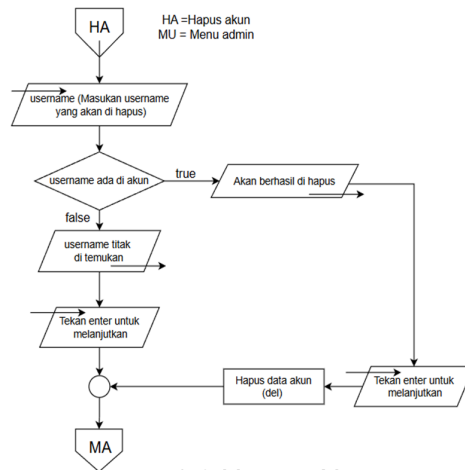 HA
HA =Hapus akun
MU = Menu admin
username (Masukan username
yang akan di hapus)
username ada di akun
true
Akan berhasil di hapus
false
username titak
di temukan
Tekan enter untuk
melanjutkan
Hapus data akun
(del)
Tekan enter untuk
melanjutkan
MA